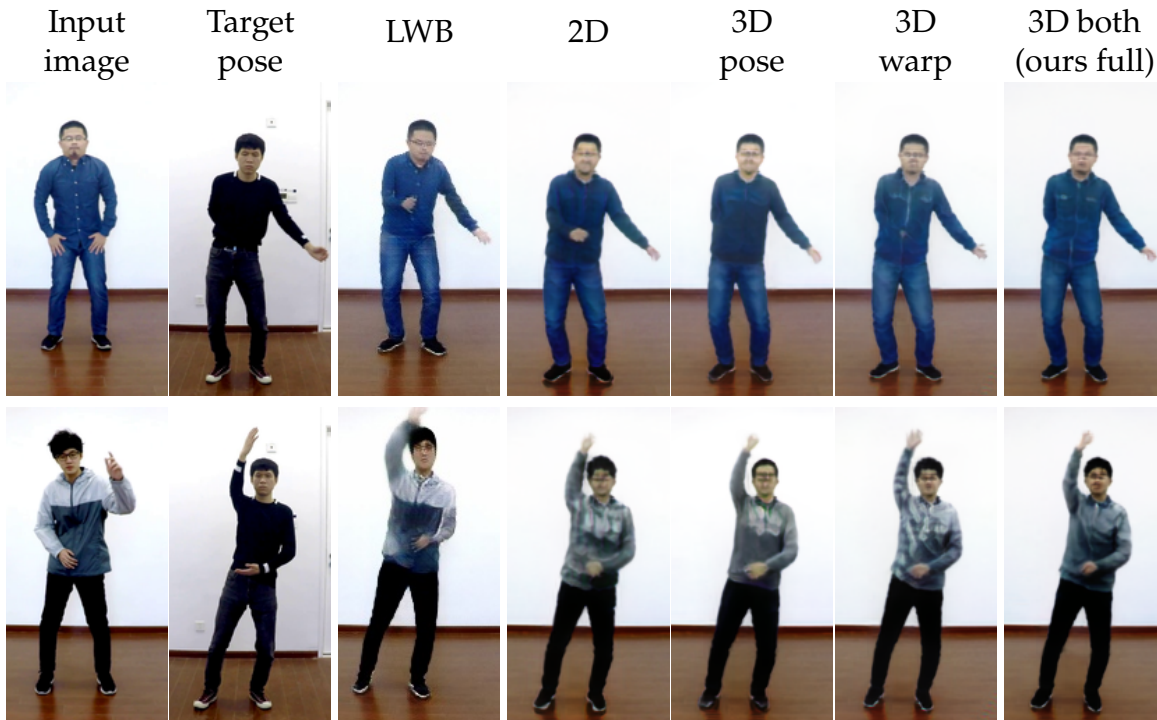 Input
image
Target
pose
LWB
2D
3D
pose
3D
warp
3D both
(ours full)